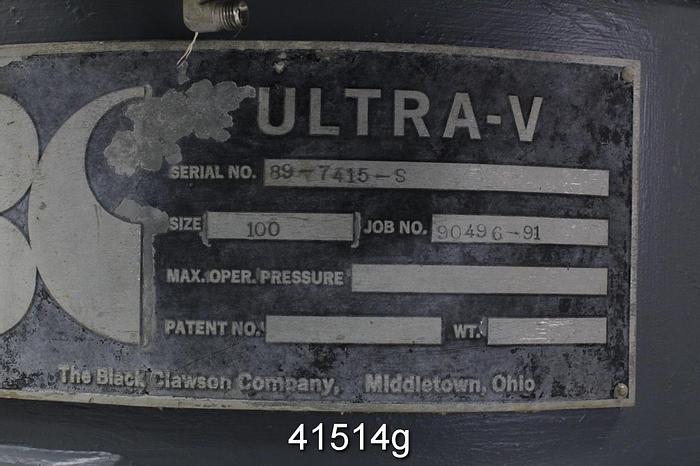 ULTRA-V
SERIAL NO. 89-7415-S
SIZE 100 JOB NO. 90496-91
MAX. OPER. PRESSURE
PATENT NO. WT.
The Black Clawson Company, Middletown, Ohio
41514g